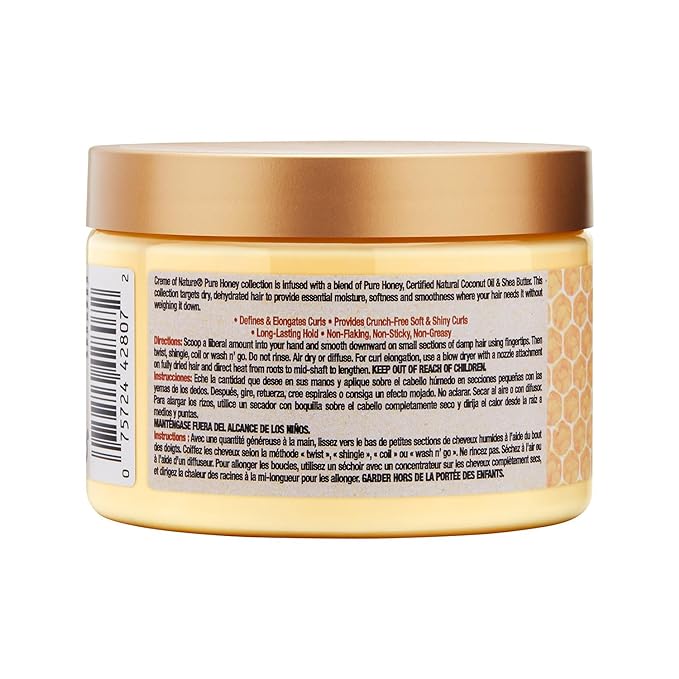 Creme of Nature® Pure Honey collection is infused with a blend of Pure Honey, Certified Natural Coconut Oil & Shea Butter. This
collection targets dry, dehydrated hair to provide essential moisture, softness and smoothness where your hair needs it without
weighing it down.
• Defines & Elongates Curls • Provides Crunch-Free Soft & Shiny Curls
• Long-Lasting Hold • Non-Flaking, Non-Sticky, Non-Greasy
Directions: Scoop a liberal amount into your hand and smooth downward on small sections of damp hair using fingertips. Then
twist, shingle, coil or wash n' go. Do not rinse. Air dry or diffuse. For curl elongation, use a blow dryer with a nozzle attachment
on fully dried hair and direct heat from roots to mid-shaft to lengthen. KEEP OUT OF REACH OF CHILDREN.
Instrucciones: Eche la cantidad que desee en sus manos y aplique sobre el cabello húmedo en secciones pequeñas con las
yemas de los dedos. Después, gire, retuerza, cree espirales o consiga un efecto mojado. No aclarar. Secar al aire o con difusor.
Para alargar los rizos, utilice un secador con boquilla sobre el cabello completamente seco y dirija el calor desde la raíz a
medios y puntas.
MANTÉNGASE FUERA DEL ALCANCE DE LOS NIÑOS.
Instructions : Avec une quantité généreuse à la main, lissez vers le bas de petites sections de cheveux humides à l'aide du bout
des doigts. Coiffez les cheveux selon la méthode « twist », « shingle », « coil » ou « wash n' go ». Ne rincez pas. Séchez à l'air ou
à l'aide d'un diffuseur. Pour allonger les boucles, utilisez un séchoir avec un concentrateur sur les cheveux complètement secs,
et dirigez la chaleur des racines à la mi-longueur pour les allonger. GARDER HORS DE LA PORTÉE DES ENFANTS.
0 75724 42807 2